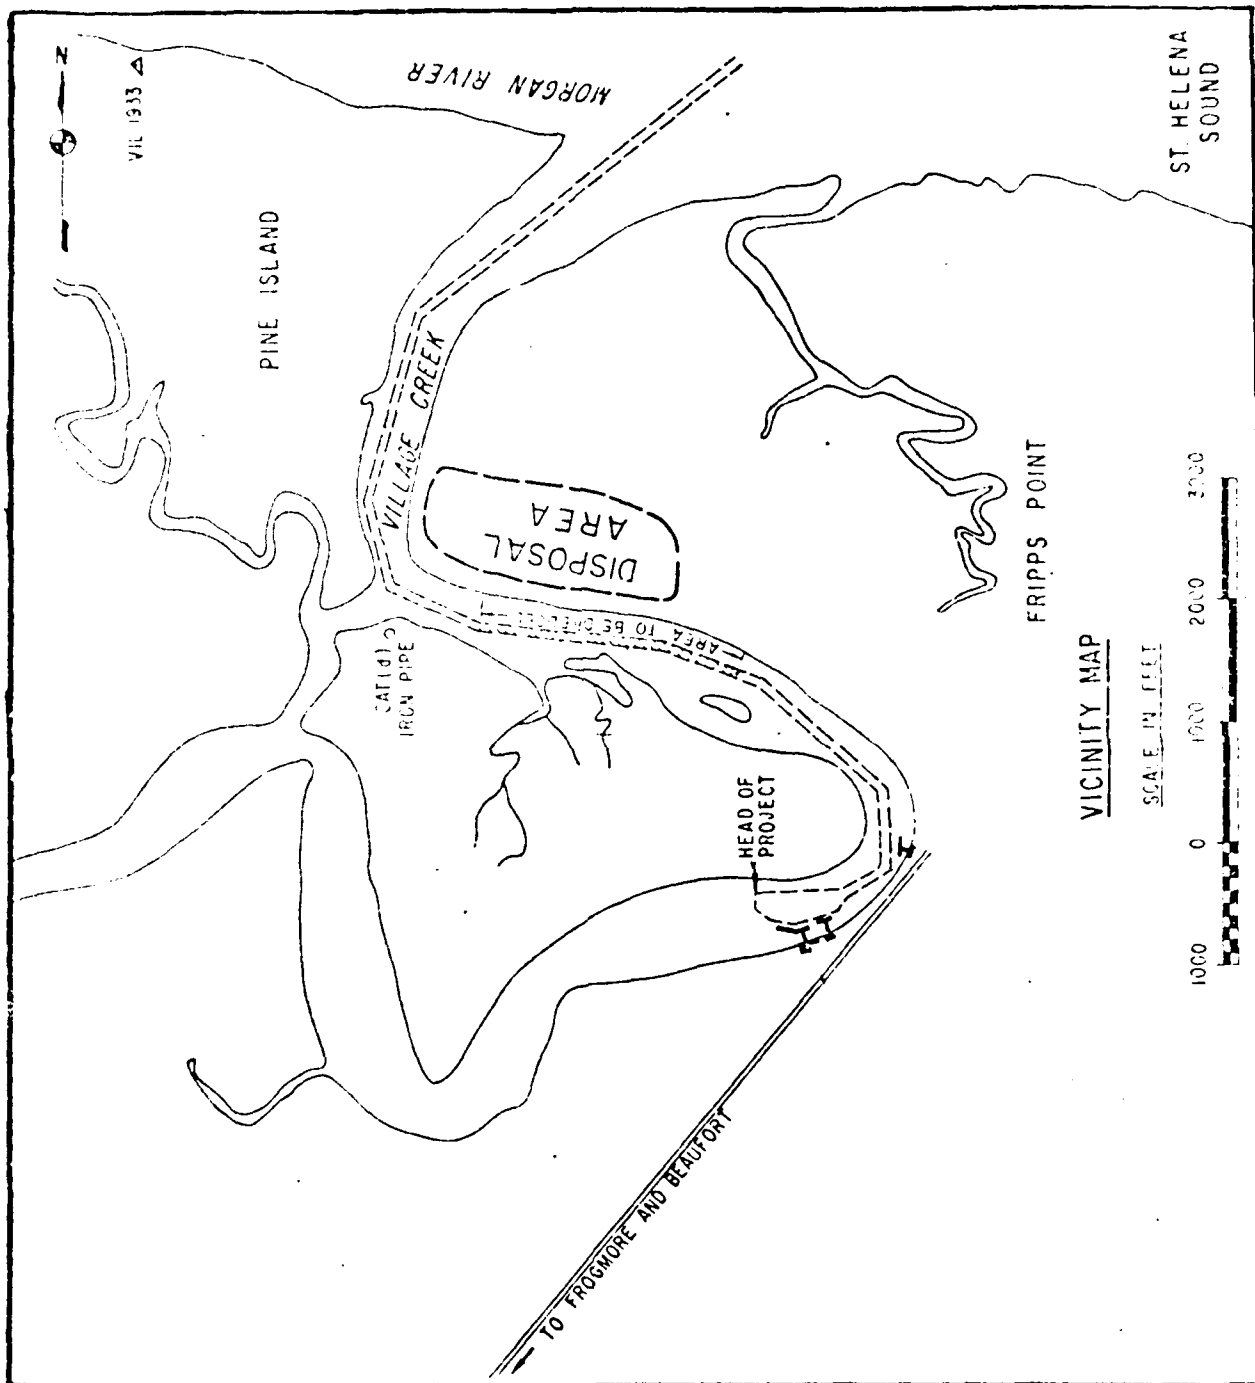 N
VIL 1933
MORGAN RIVER
ST. HELENA
SOUND
PINE ISLAND
VILLAGE CREEK
DISPOSAL
AREA
AREA TO BE DREDGED
IRON PIPE
FRIPPS POINT
HEAD OF
PROJECT
TO FROGMORE AND BEAUFORT
VICINITY MAP
SCALE IN FEET
1000 0 1000 2000 3000